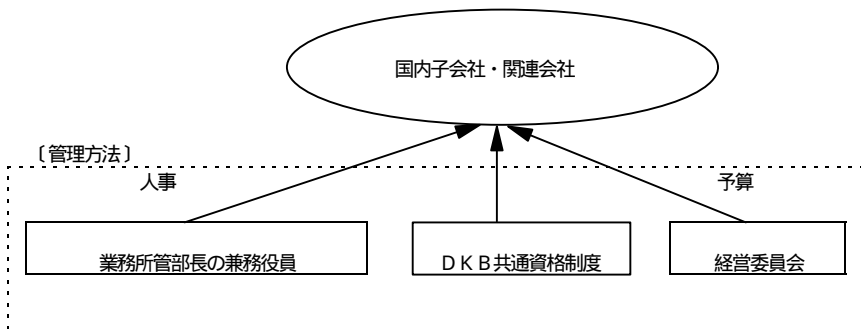 国内子会社・関連会社
〔管理方法〕
人事
予算
業務所管部長の兼務役員
DKB共通資格制度
経営委員会